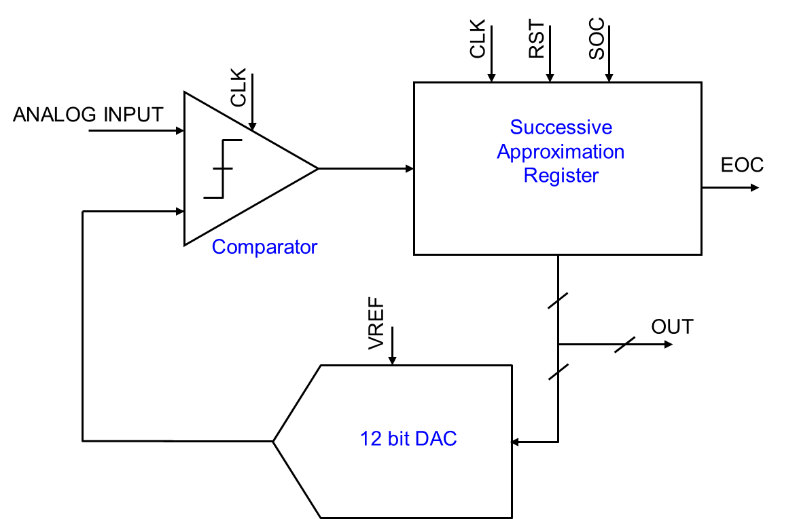 CLK
RST
SOC
CLK
ANALOG INPUT
Successive
Approximation
Register
EOC
Comparator
VREF
OUT
12 bit DAC